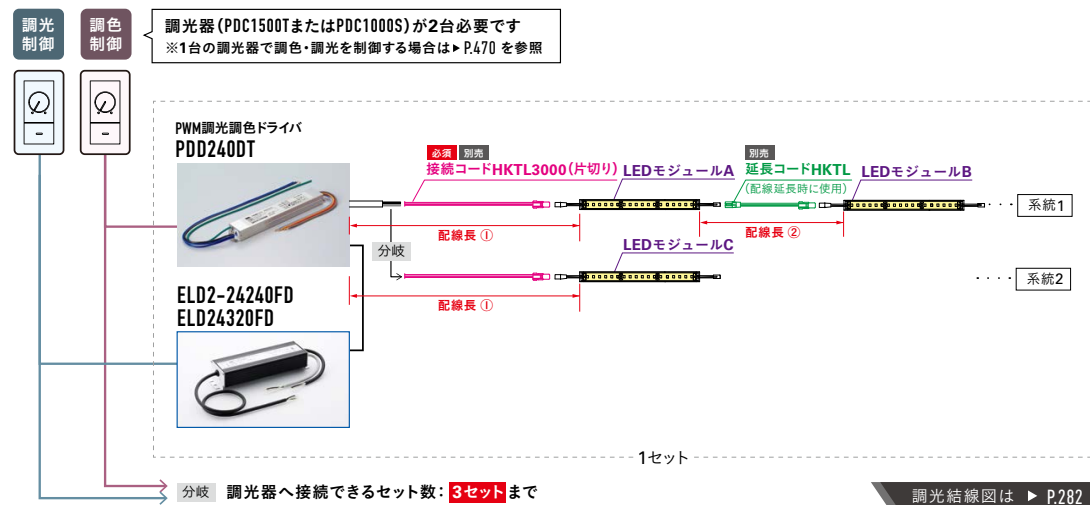 調光
制御
調色
制御
調光器(PDC1500TまたはPDC1000S)が2台必要です
※1台の調光器で調色・調光を制御する場合は▶P.470 を参照
PWM調光調色ドライバ
PDD240DT
必須 別売
接続コードHKTL3000(片切り)
LEDモジュールA
別売
延長コードHKTL
(配線延長時に使用)
LEDモジュールB
・・・ 系統1
配線長 ①
配線長 ②
分岐
LEDモジュールC
・・・・ 系統2
配線長 ①
ELD2-24240FD
ELD24320FD
1セット
分岐 調光器へ接続できるセット数: 3セットまで
調光結線図は ▶ P.282